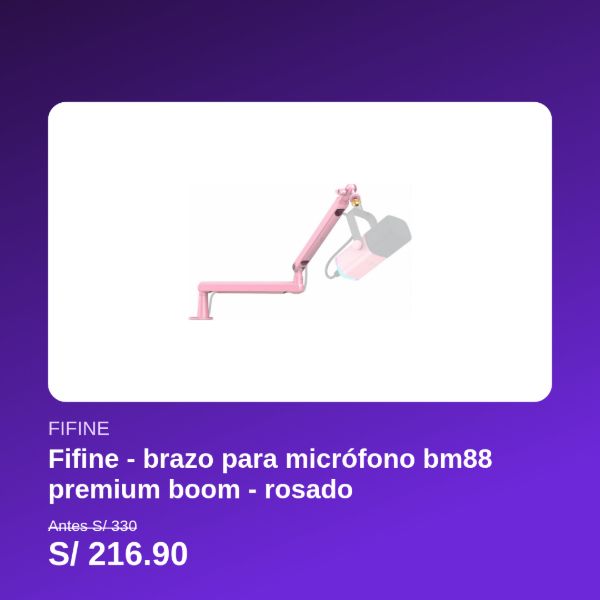 FIFINE
Fifine - brazo para micrófono bm88
premium boom - rosado
Antes S/ 330
S/ 216.90